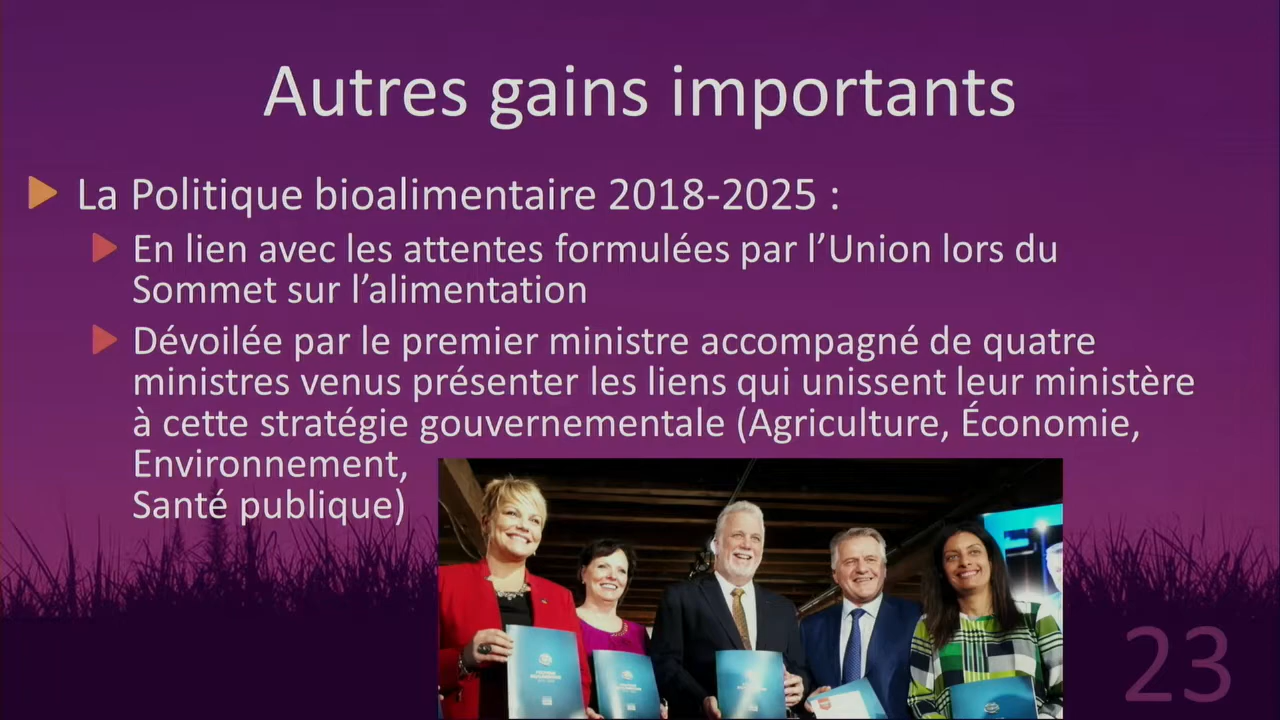 Autres gains importants
La Politique bioalimentaire 2018-2025 :
En lien avec les attentes formulées par l'Union lors du
Sommet sur l'alimentation
Dévoilée par le premier ministre accompagné de quatre
ministres venus présenter les liens qui unissent leur ministère
à cette stratégie gouvernementale (Agriculture, Économie,
Environnement,
Santé publique)
23